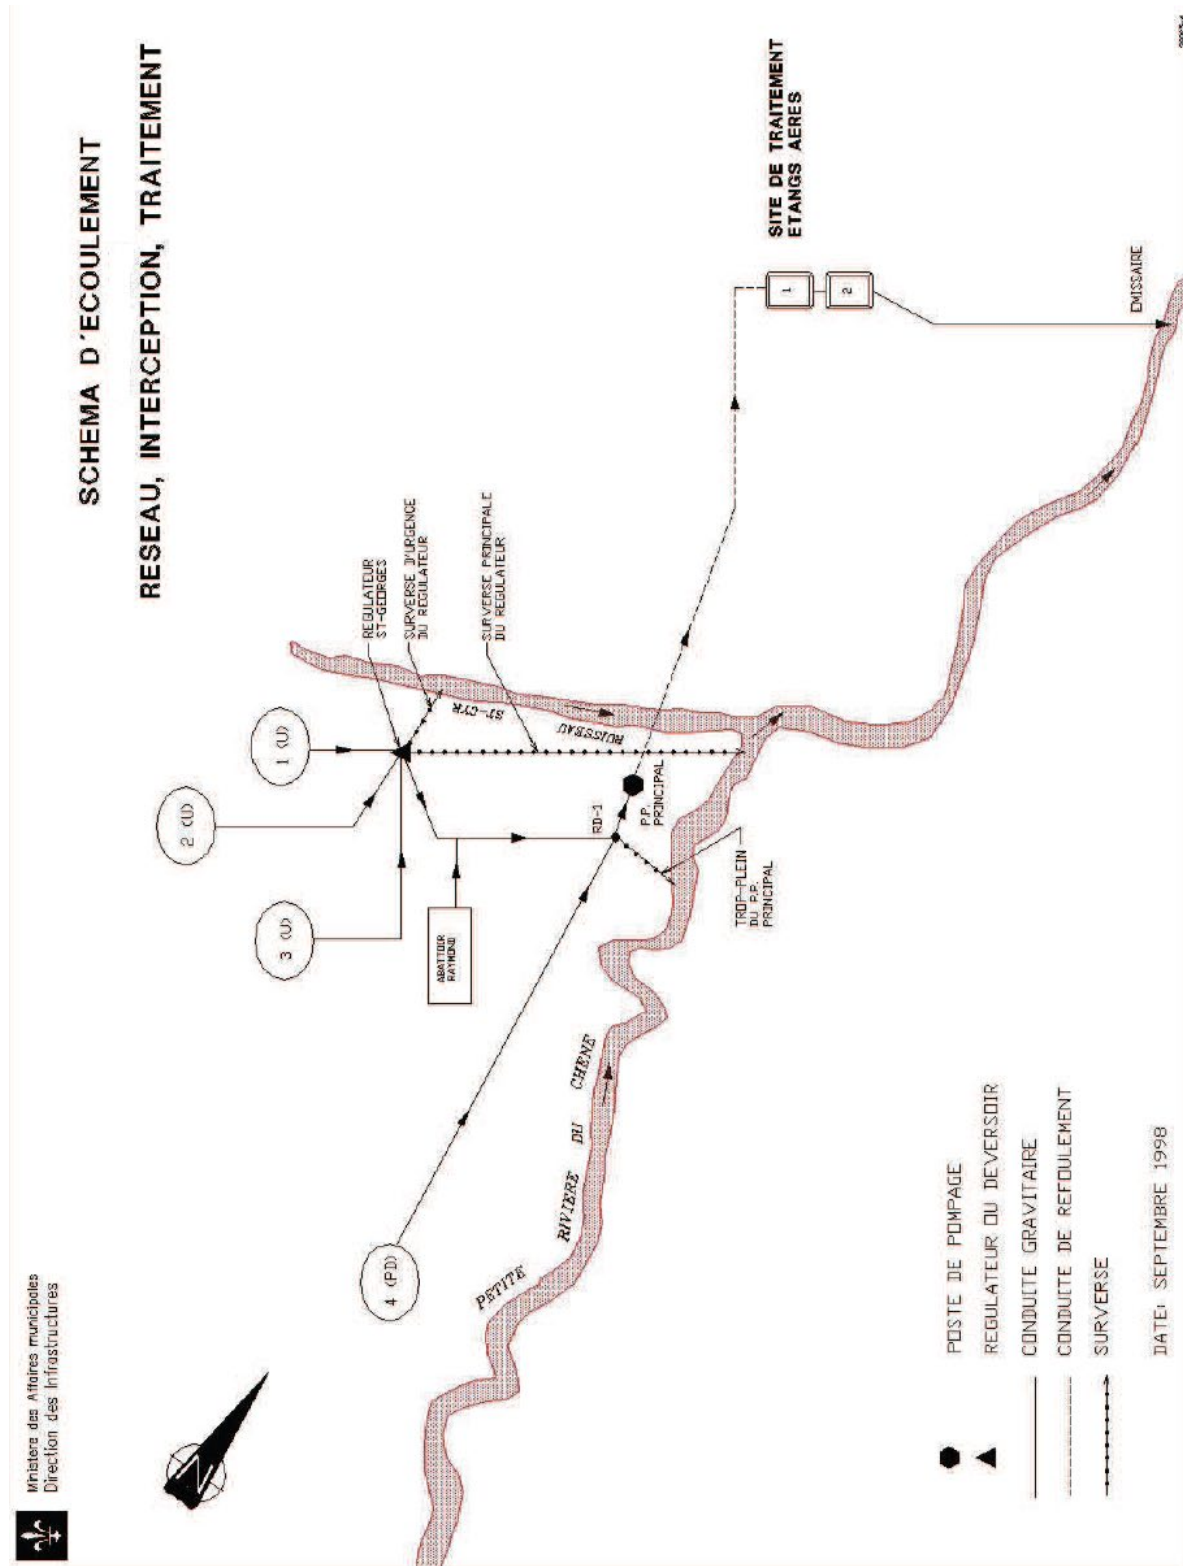 Ministere des Affaires municipales
Direction des Infrastructures
SCHEMA D'ECOULEMENT
RESEAU, INTERCEPTION, TRAITEMENT
1 (U)
2 (U)
3 (U)
4 (PD)
ABATTOIR
RAYMOND
REGULATEUR
ST-GEORGES
SURVERSE D'URGENCE
DU REGULATEUR
SURVERSE PRINCIPALE
DU REGULATEUR
RUISSEAU
ST-CYR
RD-1
P.P.
PRINCIPAL
TROP-PLEIN
DU P.P.
PRINCIPAL
PETITE
RIVIERE
DU
CHENE
SITE DE TRAITEMENT
ETANGS AERES
1
2
EMISSAIRE
POSTE DE POMPAGE
REGULATEUR OU DEVERSOIR
CONDUITE GRAVITAIRE
CONDUITE DE REFOULEMENT
SURVERSE
DATE: SEPTEMBRE 1998